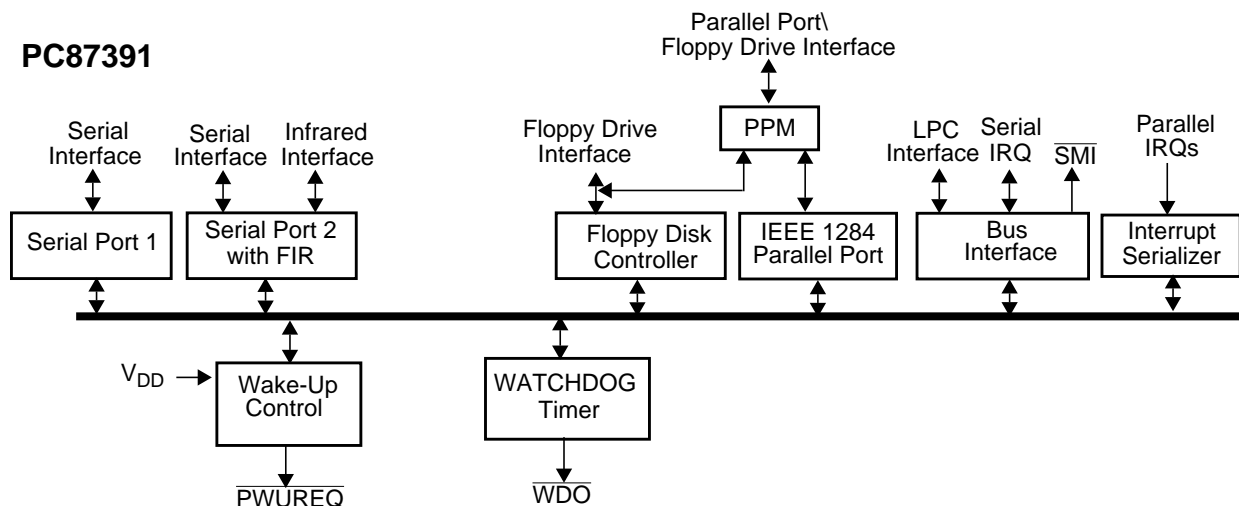 PC87391
Parallel Port\
Floppy Drive Interface
PPM
Serial
Interface
Serial
Interface
Infrared
Interface
Floppy Drive
Interface
LPC
Interface
Serial
IRQ
SMI
Parallel
IRQs
Serial Port 1
Serial Port 2
with FIR
Floppy Disk
Controller
IEEE 1284
Parallel Port
Bus
Interface
Interrupt
Serializer
VDD
Wake-Up
Control
WATCHDOG
Timer
PWUREQ
WDO